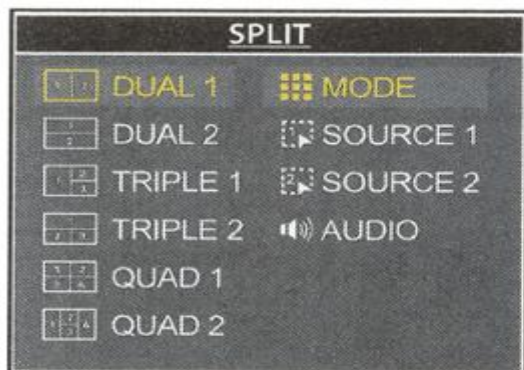 SPLIT
DUAL 1 MODE
DUAL 2 SOURCE 1
TRIPLE 1 SOURCE 2
TRIPLE 2 AUDIO
QUAD 1
QUAD 2